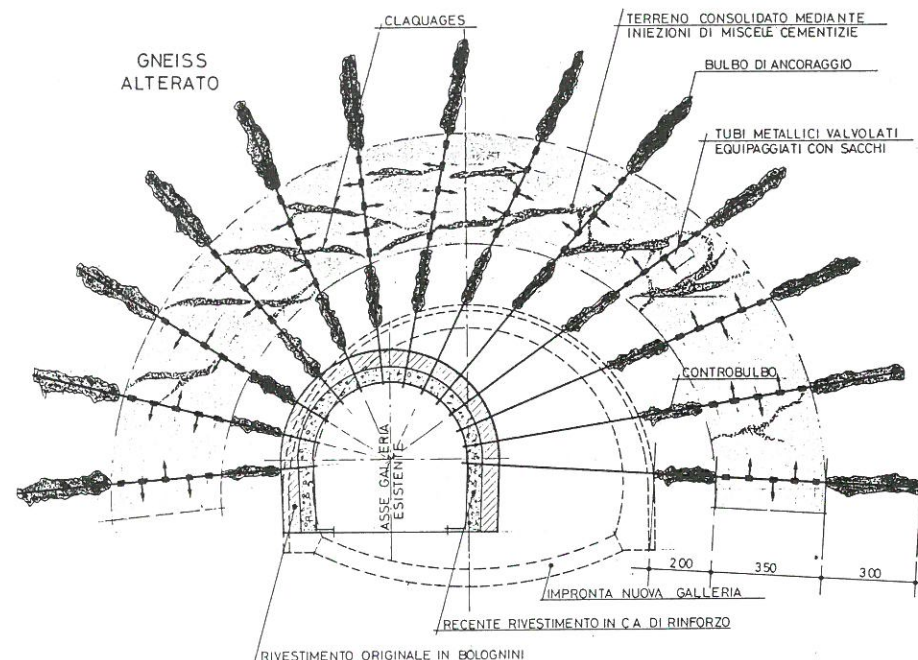 CLAQUAGES
TERRENO CONSOLIDATO MEDIANTE
INIEZIONI DI MISCELE CEMENTIZIE
GNEISS
ALTERATO
BULBO DI ANCORAGGIO
TUBI METALLICI VALVOLATI
EQUIPAGGIATI CON SACCHI
CONTROBULBO
ASSE GALLERIA
ESISTENTE
200 350 300
IMPRONTA NUOVA GALLERIA
RECENTE RIVESTIMENTO IN C.A. DI RINFORZO
RIVESTIMENTO ORIGINALE IN BOLOGNINI